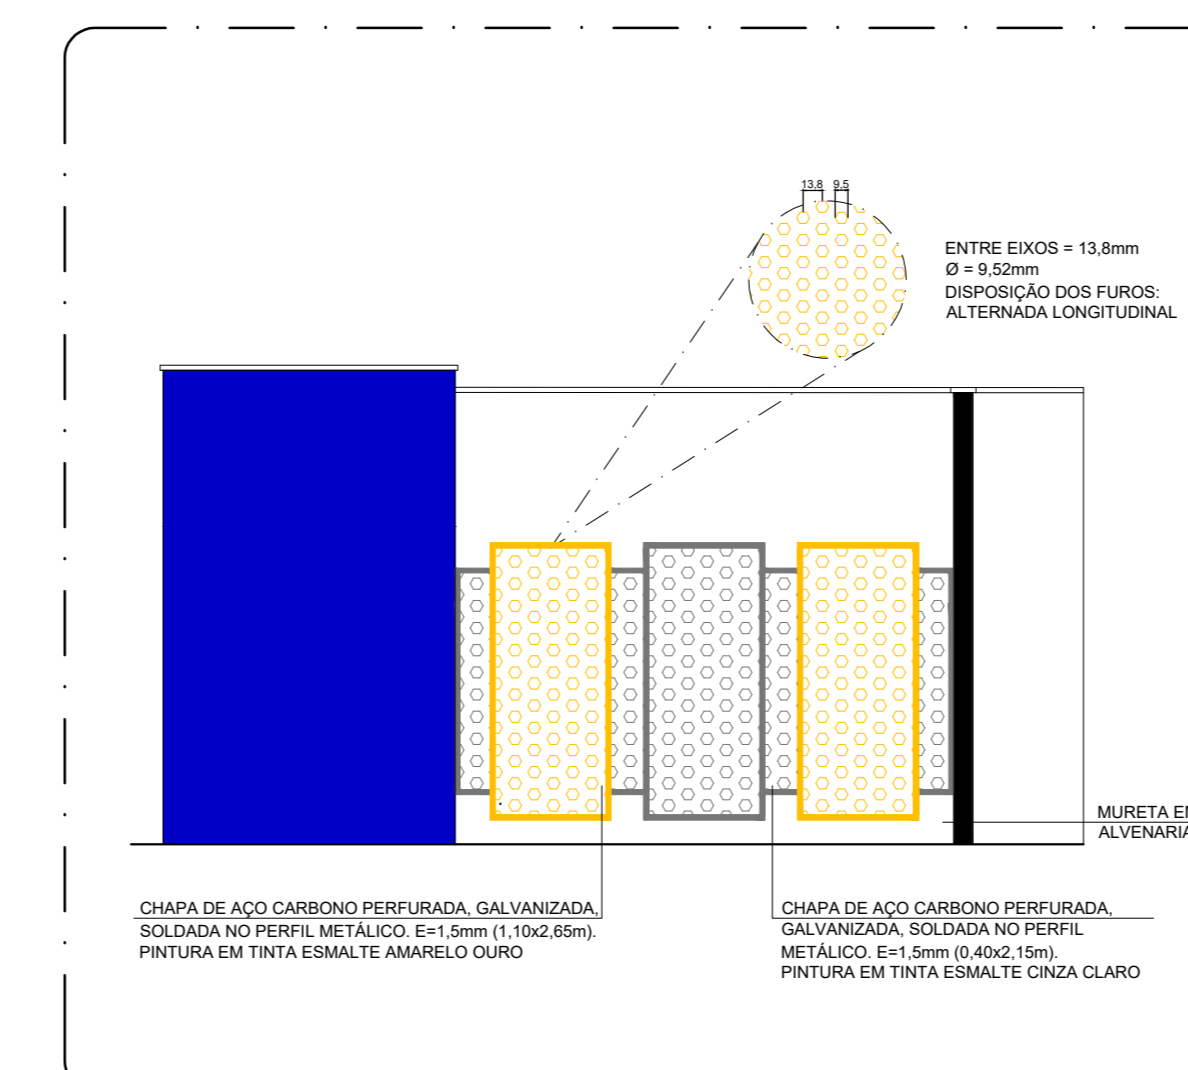 13,8 9,5
ENTRE EIXOS = 13,8mm
Ø = 9,52mm
DISPOSIÇÃO DOS FUROS:
ALTERNADA LONGITUDINAL
MURETA EM
ALVENARIA
CHAPA DE AÇO CARBONO PERFURADA, GALVANIZADA,
SOLDADA NO PERFIL METÁLICO. E=1,5mm (1,10x2,65m).
PINTURA EM TINTA ESMALTE AMARELO OURO
CHAPA DE AÇO CARBONO PERFURADA,
GALVANIZADA, SOLDADA NO PERFIL
METÁLICO. E=1,5mm (0,40x2,15m).
PINTURA EM TINTA ESMALTE CINZA CLARO